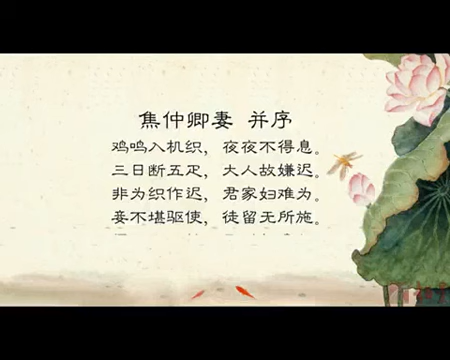 焦仲卿妻 并序
鸡鸣入机织，夜夜不得息。
三日断五疋，大人故嫌迟。
非为织作迟，君家妇难为。
妾不堪驱使，徒留无所施。